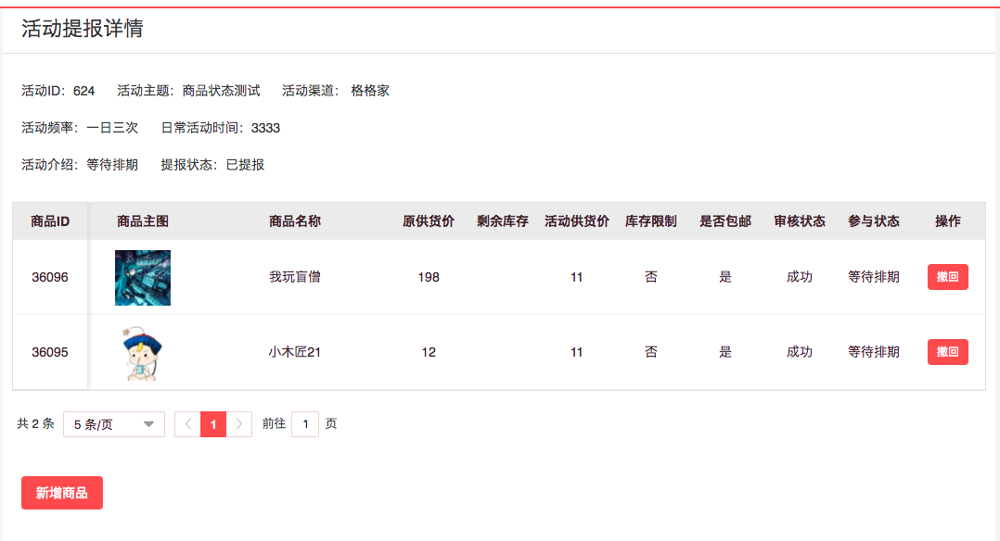 活动提报详情
活动ID：624 活动主题：商品状态测试 活动渠道： 格格家
活动频率：一日三次 日常活动时间：3333
活动介绍：等待排期 提报状态：已提报
商品ID 商品主图 商品名称 原供货价 剩余库存 活动供货价 库存限制 是否包邮 审核状态 参与状态 操作
36096 我玩盲僧 198 11 否 是 成功 等待排期 撤回
36095 小木匠21 12 11 否 是 成功 等待排期 撤回
共 2 条 5 条/页 1 前往 1 页
新增商品